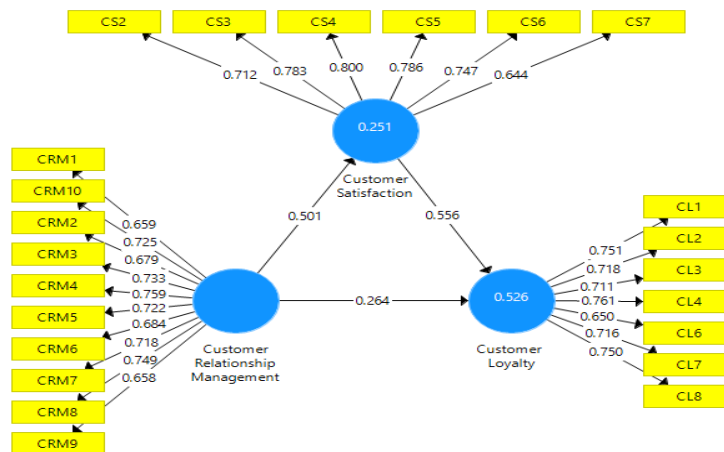 CS2 CS3 CS4 CS5 CS6 CS7
0.712 0.783 0.800 0.786 0.747 0.644
0.251
Customer
Satisfaction
CRM1
CRM10
CRM2
CRM3
CRM4
CRM5
CRM6
CRM7
CRM8
CRM9
0.659
0.725
0.679
0.733
0.759
0.722
0.684
0.718
0.749
0.658
Customer
Relationship
Management
0.501
0.556
0.264
0.526
Customer
Loyalty
0.751
0.718
0.711
0.761
0.650
0.716
0.750
CL1
CL2
CL3
CL4
CL6
CL7
CL8